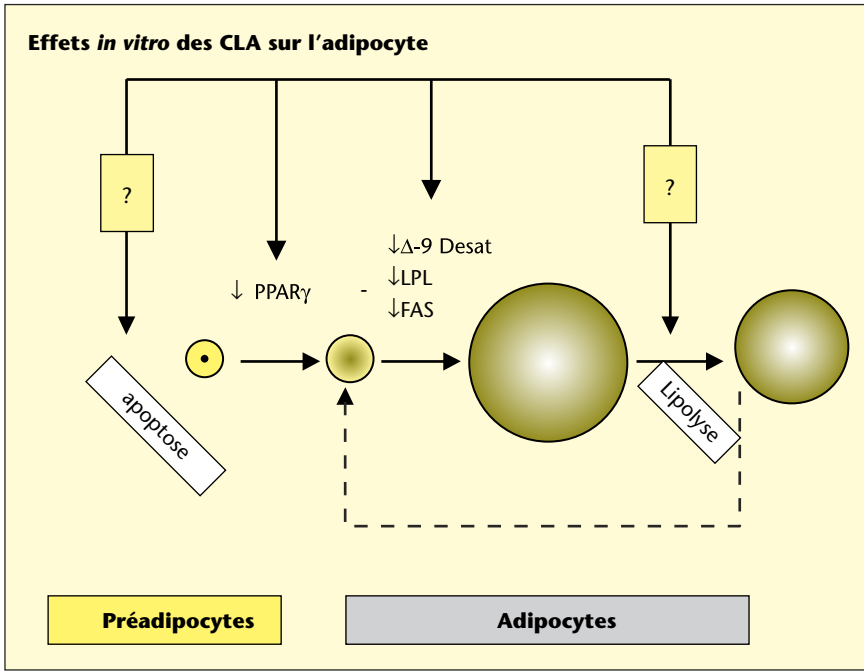 Effets in vitro des CLA sur l’adipocyte
?
?
↓Δ-9 Desat
↓ PPARγ - ↓LPL
↓FAS
apoptose
Lipolyse
Préadipocytes
Adipocytes